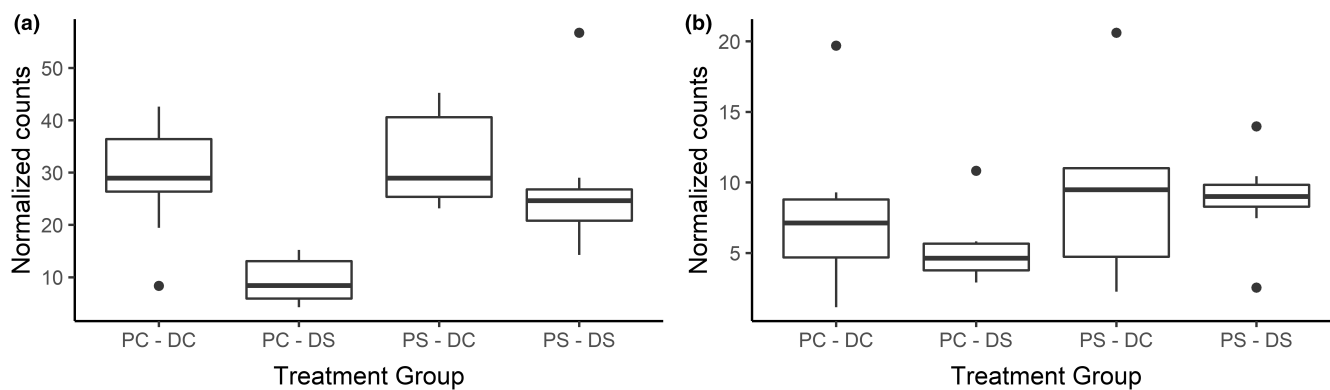 (a)
Normalized counts
50
40
30
20
10
PC - DC PC - DS PS - DC PS - DS
Treatment Group
(b)
Normalized counts
20
15
10
5
PC - DC PC - DS PS - DC PS - DS
Treatment Group